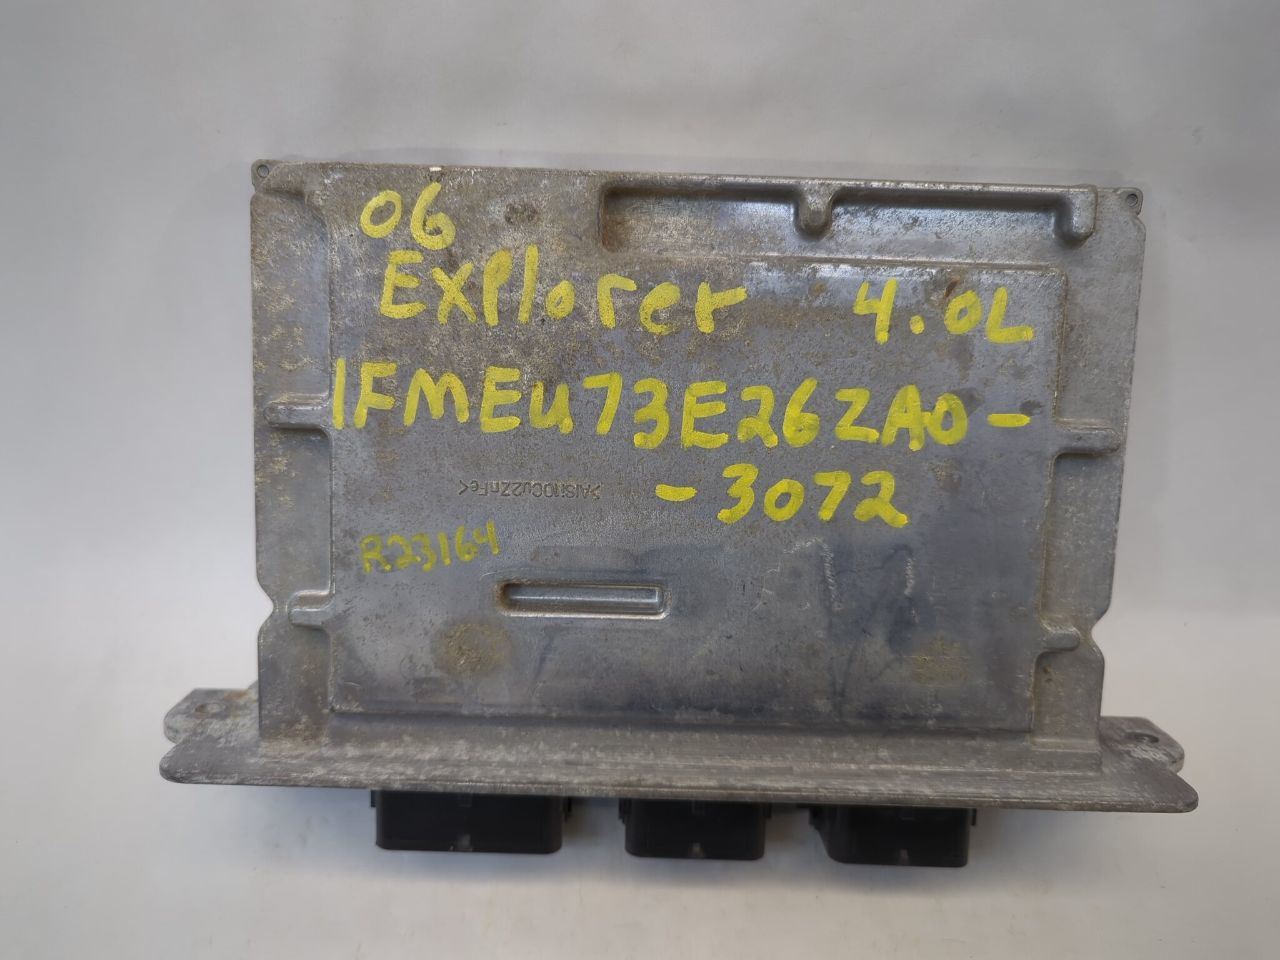 06
Explorer 4.0L
1FMEU73E26ZA0-
-3072
>AlSi10Cu2ZnFe<
R23164